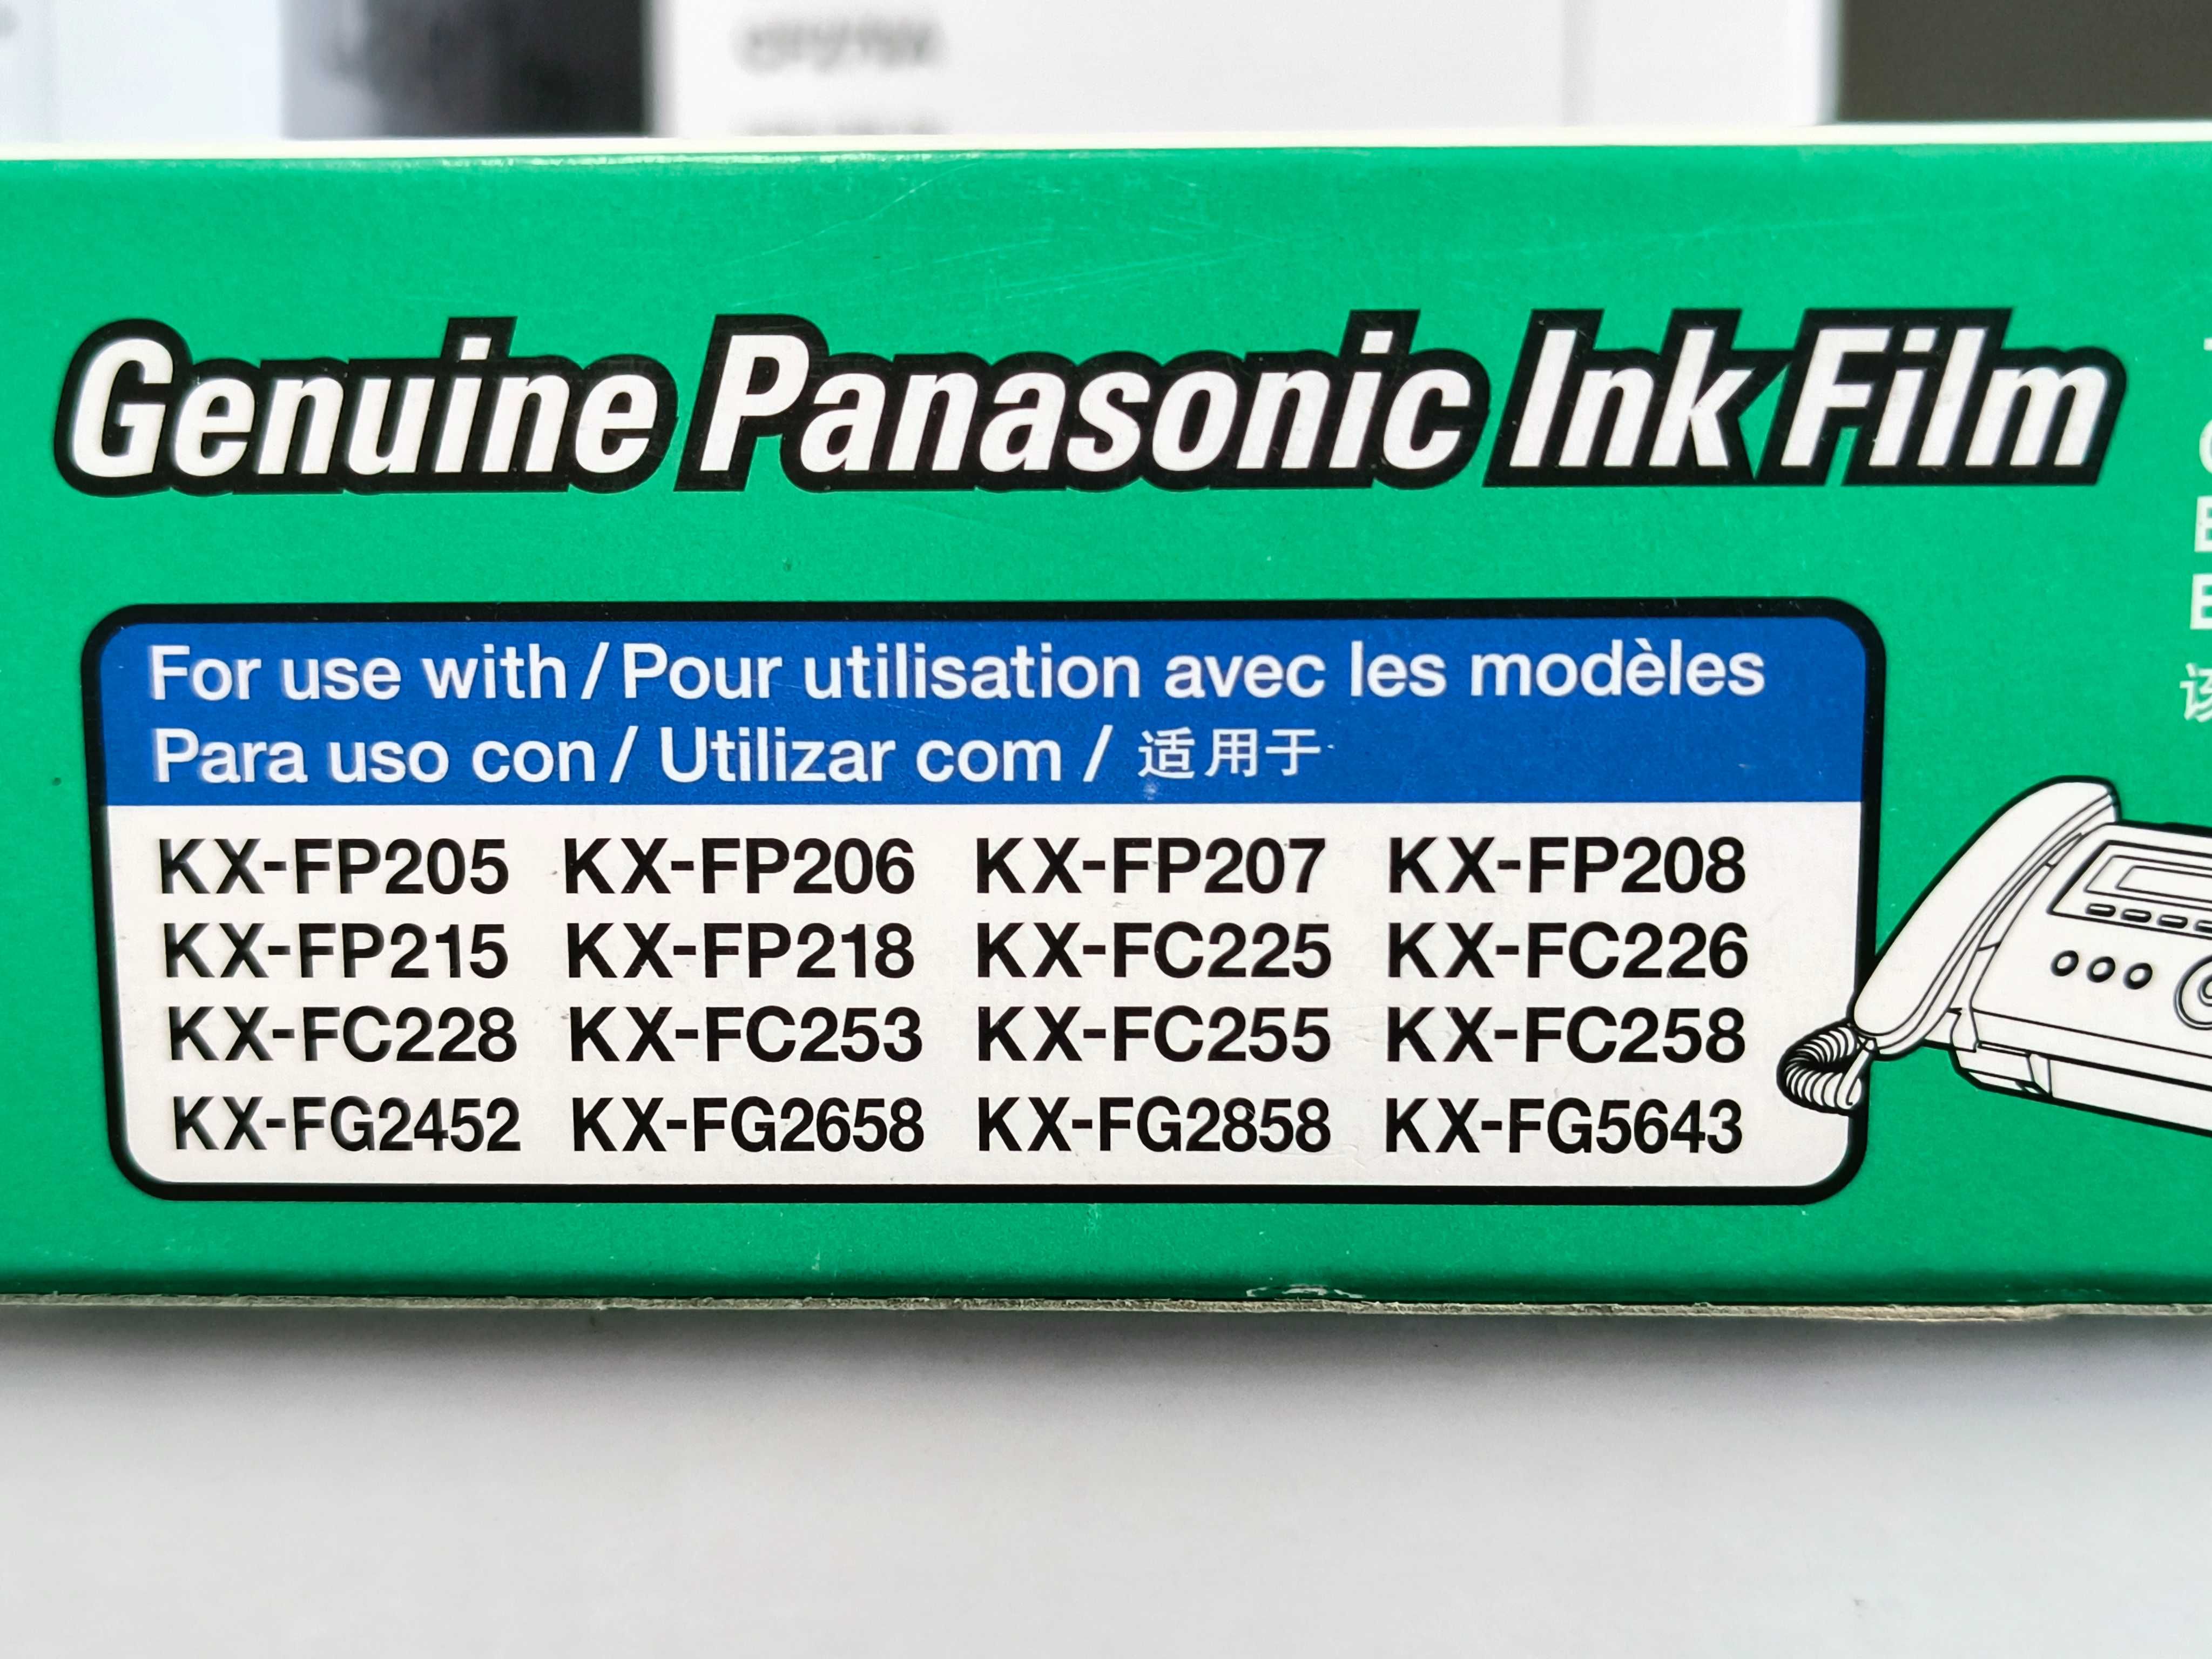 Genuine Panasonic Ink Film
For use with / Pour utilisation avec les modèles
Para uso con / Utilizar com / 适用于
KX-FP205 KX-FP206 KX-FP207 KX-FP208
KX-FP215 KX-FP218 KX-FC225 KX-FC226
KX-FC228 KX-FC253 KX-FC255 KX-FC258
KX-FG2452 KX-FG2658 KX-FG2858 KX-FG5643